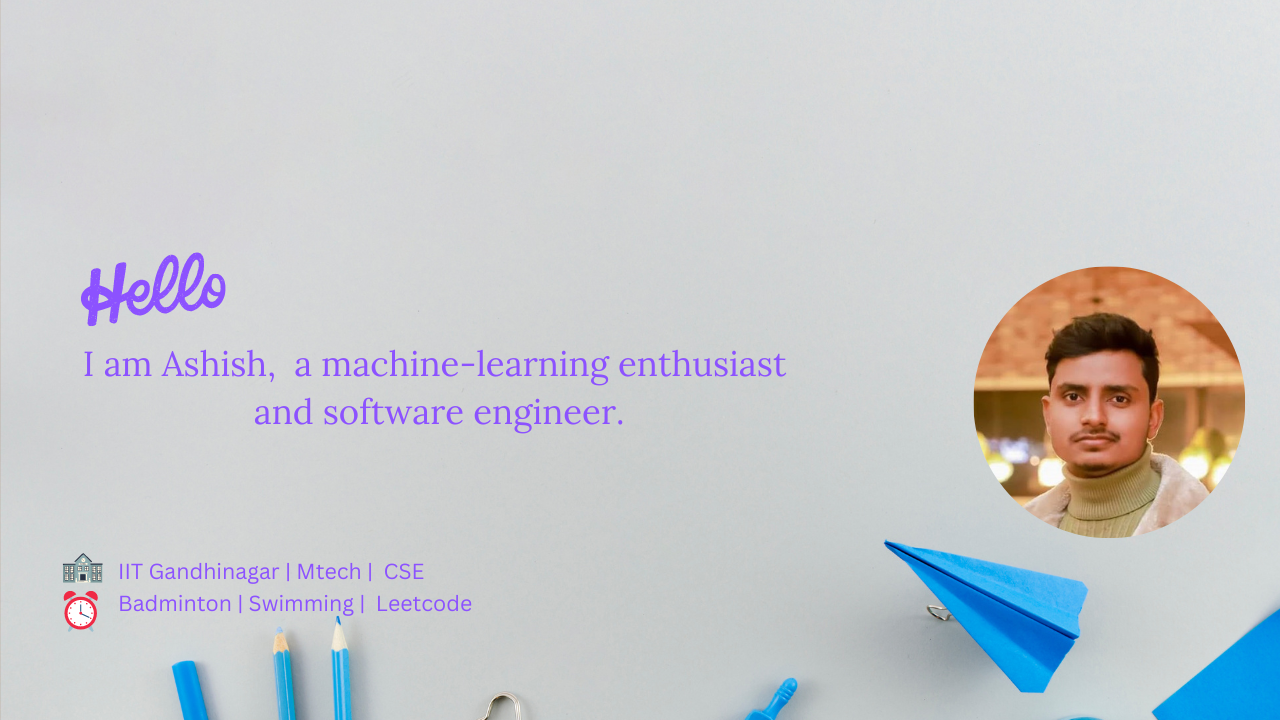 Hello
I am Ashish,  a machine-learning enthusiast
and software engineer.
IIT Gandhinagar | Mtech |  CSE
Badminton | Swimming |  Leetcode